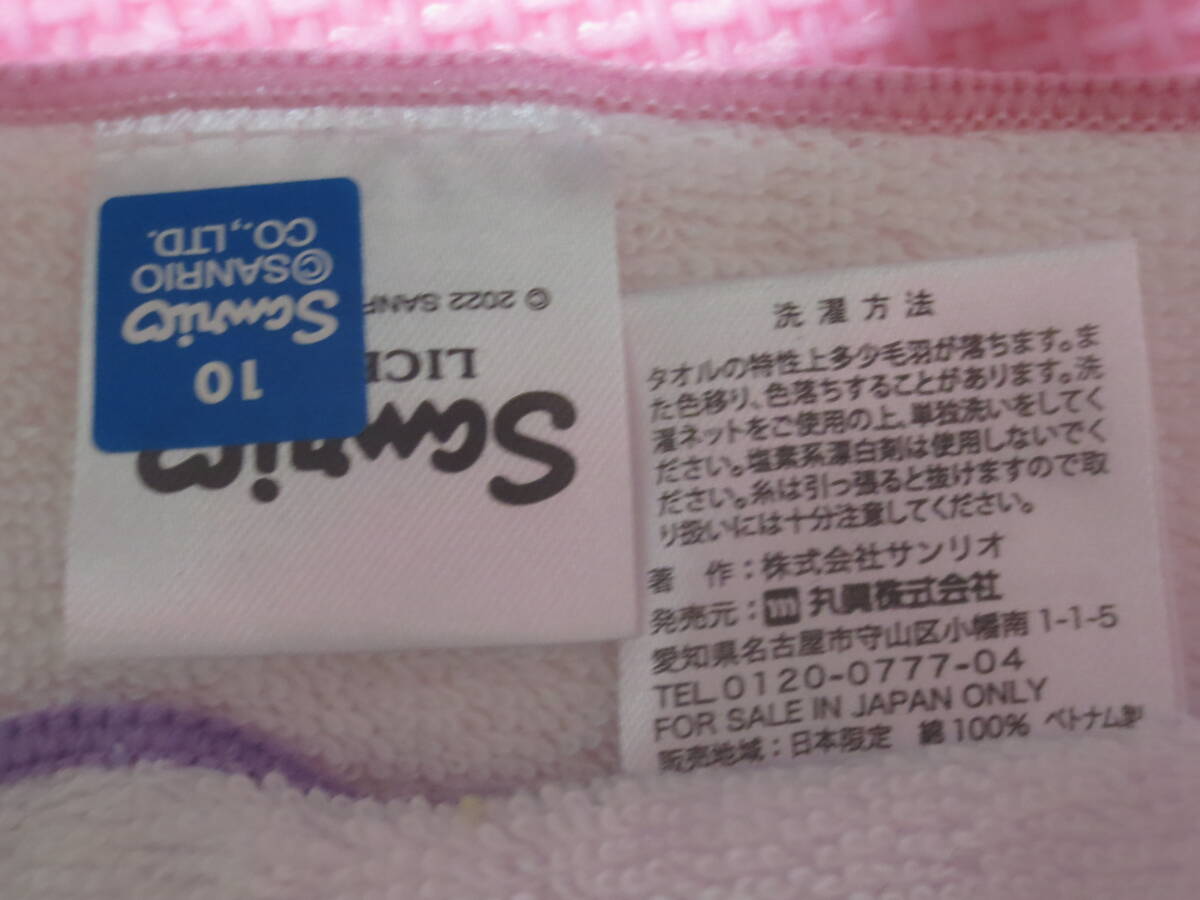 10
Sanrio
©SANRIO
CO.,LTD.
Sanrio
LICE
© 2022 SANR
洗濯方法
タオルの特性上多少毛羽が落ちます。ま
た色移り、色落ちすることがあります。洗
濯ネットをご使用の上、単独洗いをしてく
ださい。塩素系漂白剤は使用しないでく
ださい。糸は引っ張ると抜けますので取
り扱いには十分注意してください。
著　作：株式会社サンリオ
発売元：m 丸眞株式会社
愛知県名古屋市守山区小幡南1-1-5
TEL 0120-0777-04
FOR SALE IN JAPAN ONLY
販売地域：日本限定　綿100%　ベトナム製